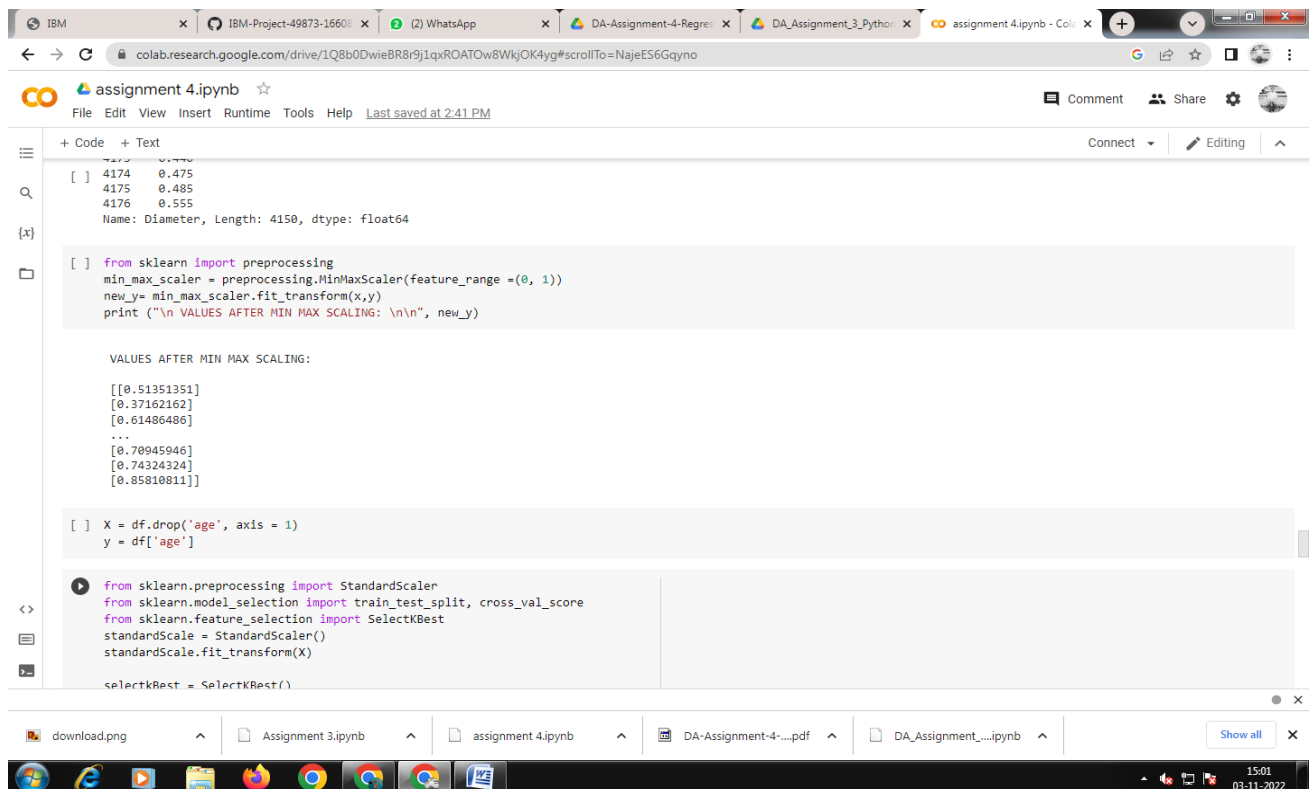 IBM
IBM-Project-49873-16608
(2) WhatsApp
DA-Assignment-4-Regres
DA_Assignment_3_Python
assignment 4.ipynb - Cola
colab.research.google.com/drive/1Q8b0DwieBR8r9j1qxROATOw8WkjOK4yg#scrollTo=NajeES6Gqyno
assignment 4.ipynb
Comment
Share
File Edit View Insert Runtime Tools Help Last saved at 2:41 PM
+ Code + Text
Connect
Editing
4173 0.440
[ ] 4174 0.475
4175 0.485
4176 0.555
Name: Diameter, Length: 4150, dtype: float64
{x}
[ ] from sklearn import preprocessing
min_max_scaler = preprocessing.MinMaxScaler(feature_range =(0, 1))
new_y= min_max_scaler.fit_transform(x,y)
print ("\n VALUES AFTER MIN MAX SCALING: \n\n", new_y)
VALUES AFTER MIN MAX SCALING:
[[0.51351351]
[0.37162162]
[0.61486486]
...
[0.70945946]
[0.74324324]
[0.85810811]]
[ ] X = df.drop('age', axis = 1)
y = df['age']
from sklearn.preprocessing import StandardScaler
from sklearn.model_selection import train_test_split, cross_val_score
from sklearn.feature_selection import SelectKBest
standardScale = StandardScaler()
standardScale.fit_transform(X)
selectkBest = SelectKBest()
download.png
Assignment 3.ipynb
assignment 4.ipynb
DA-Assignment-4-....pdf
DA_Assignment_....ipynb
Show all
15:01
03-11-2022